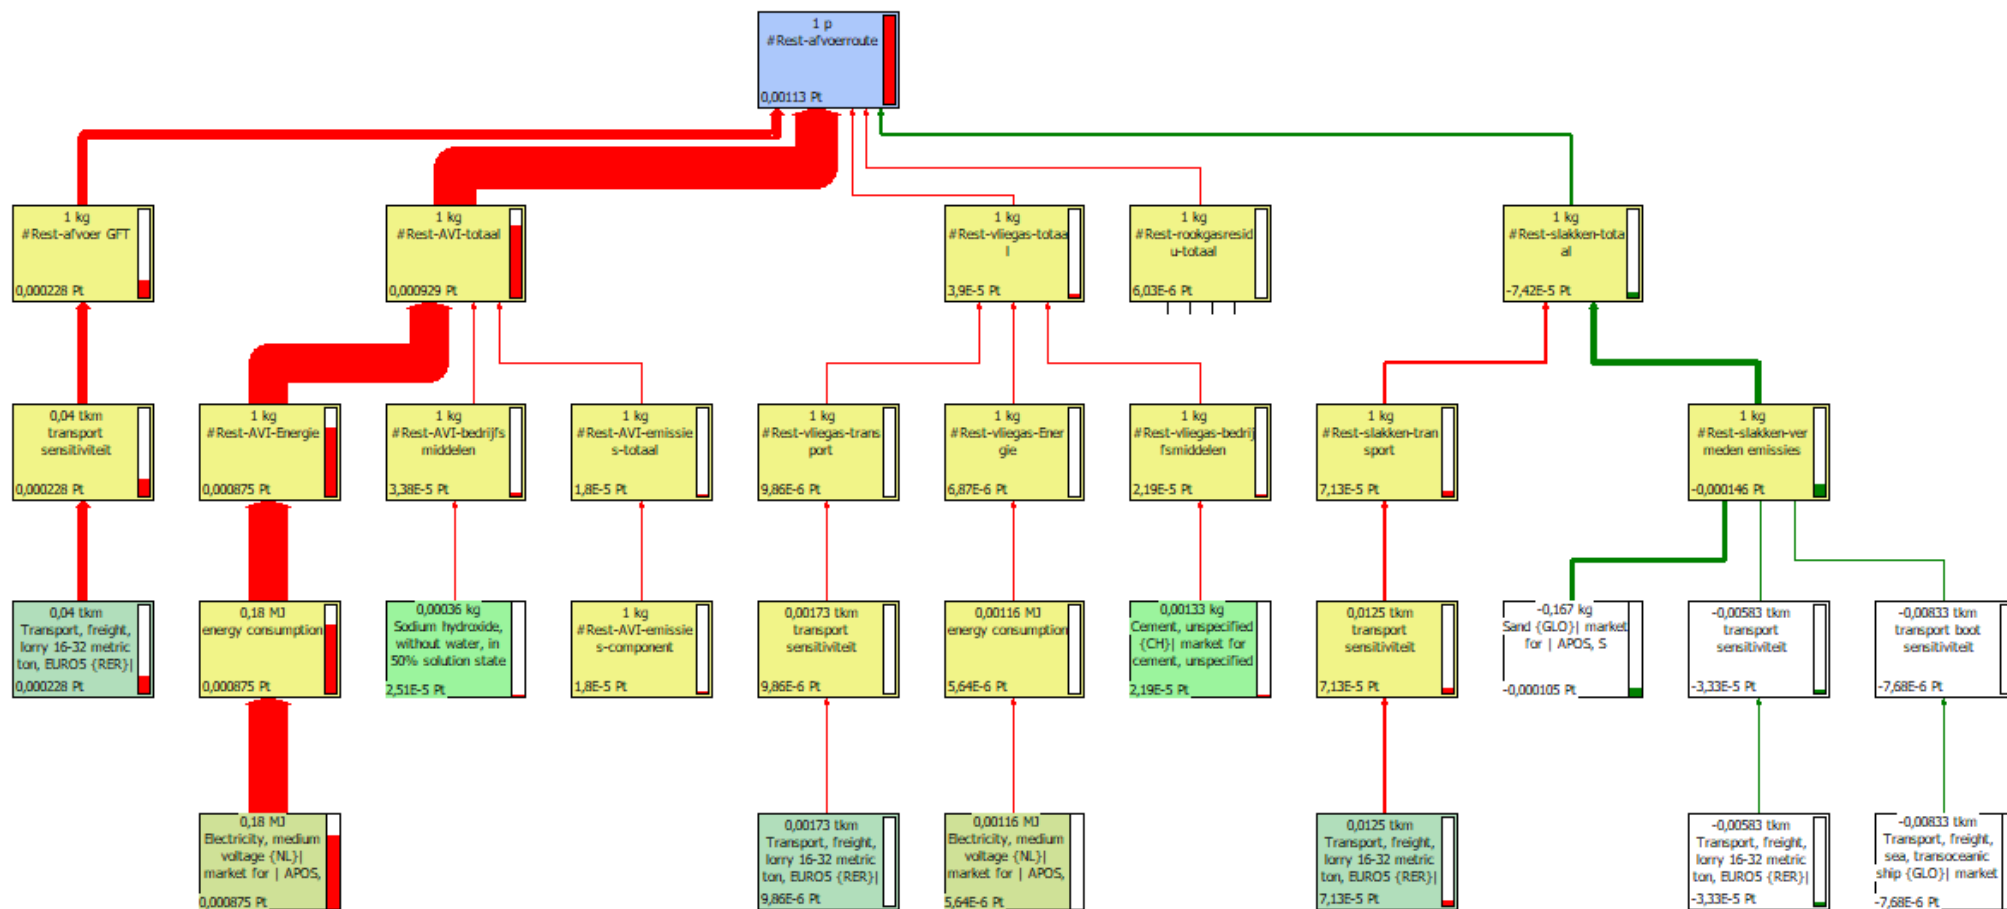 1 p
#Rest-afvoerroute
0,00113 Pt
1 kg
#Rest-afvoer GFT
0,000228 Pt
1 kg
#Rest-AVI-totaal
0,000929 Pt
1 kg
#Rest-vliegas-totaa
l
3,9E-5 Pt
1 kg
#Rest-rookgasresid
u-totaal
6,03E-6 Pt
1 kg
#Rest-slakken-tota
al
-7,42E-5 Pt
0,04 tkm
transport
sensitiviteit
0,000228 Pt
1 kg
#Rest-AVI-Energie
0,000875 Pt
1 kg
#Rest-AVI-bedrijfs
middelen
3,38E-5 Pt
1 kg
#Rest-AVI-emissie
s-totaal
1,8E-5 Pt
1 kg
#Rest-vliegas-trans
port
9,86E-6 Pt
1 kg
#Rest-vliegas-Ener
gie
6,87E-6 Pt
1 kg
#Rest-vliegas-bedrij
fsmiddelen
2,19E-5 Pt
1 kg
#Rest-slakken-tran
sport
7,13E-5 Pt
1 kg
#Rest-slakken-ver
meden emissies
-0,000146 Pt
0,04 tkm
Transport, freight,
lorry 16-32 metric
ton, EURO5 {RER}|
0,000228 Pt
0,18 MJ
energy consumption
0,000875 Pt
0,00036 kg
Sodium hydroxide,
without water, in
50% solution state
2,51E-5 Pt
1 kg
#Rest-AVI-emissie
s-component
1,8E-5 Pt
0,00173 tkm
transport
sensitiviteit
9,86E-6 Pt
0,00116 MJ
energy consumption
5,64E-6 Pt
0,00133 kg
Cement, unspecified
{CH}| market for
cement, unspecified
2,19E-5 Pt
0,0125 tkm
transport
sensitiviteit
7,13E-5 Pt
-0,167 kg
Sand {GLO}| market
for | APOS, S
-0,000105 Pt
-0,00583 tkm
transport
sensitiviteit
-3,33E-5 Pt
-0,00833 tkm
transport boot
sensitiviteit
-7,68E-6 Pt
0,18 MJ
Electricity, medium
voltage {NL}|
market for | APOS,
0,000875 Pt
0,00173 tkm
Transport, freight,
lorry 16-32 metric
ton, EURO5 {RER}|
9,86E-6 Pt
0,00116 MJ
Electricity, medium
voltage {NL}|
market for | APOS,
5,64E-6 Pt
0,0125 tkm
Transport, freight,
lorry 16-32 metric
ton, EURO5 {RER}|
7,13E-5 Pt
-0,00583 tkm
Transport, freight,
lorry 16-32 metric
ton, EURO5 {RER}|
-3,33E-5 Pt
-0,00833 tkm
Transport, freight,
sea, transoceanic
ship {GLO}| market
-7,68E-6 Pt